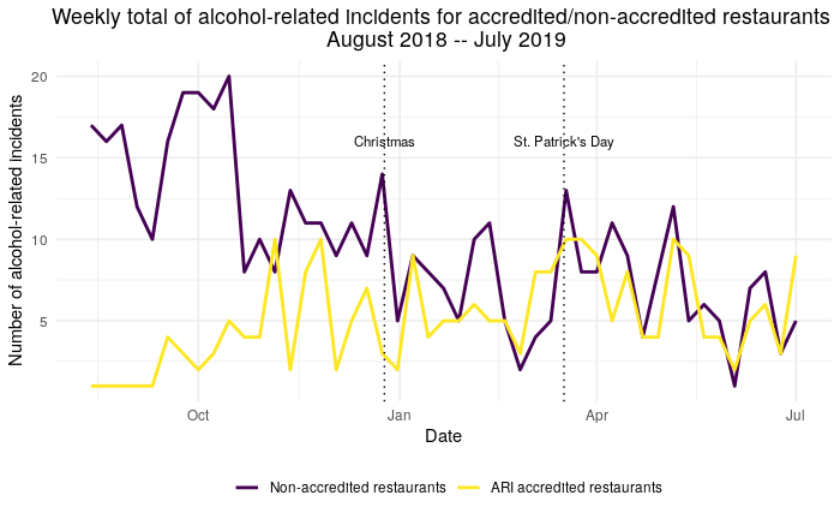 Weekly total of alcohol-related incidents for accredited/non-accredited restaurants
August 2018 -- July 2019
Number of alcohol-related incidents
20
15
10
5
Christmas
St. Patrick's Day
Oct
Jan
Apr
Jul
Date
Non-accredited restaurants
ARI accredited restaurants